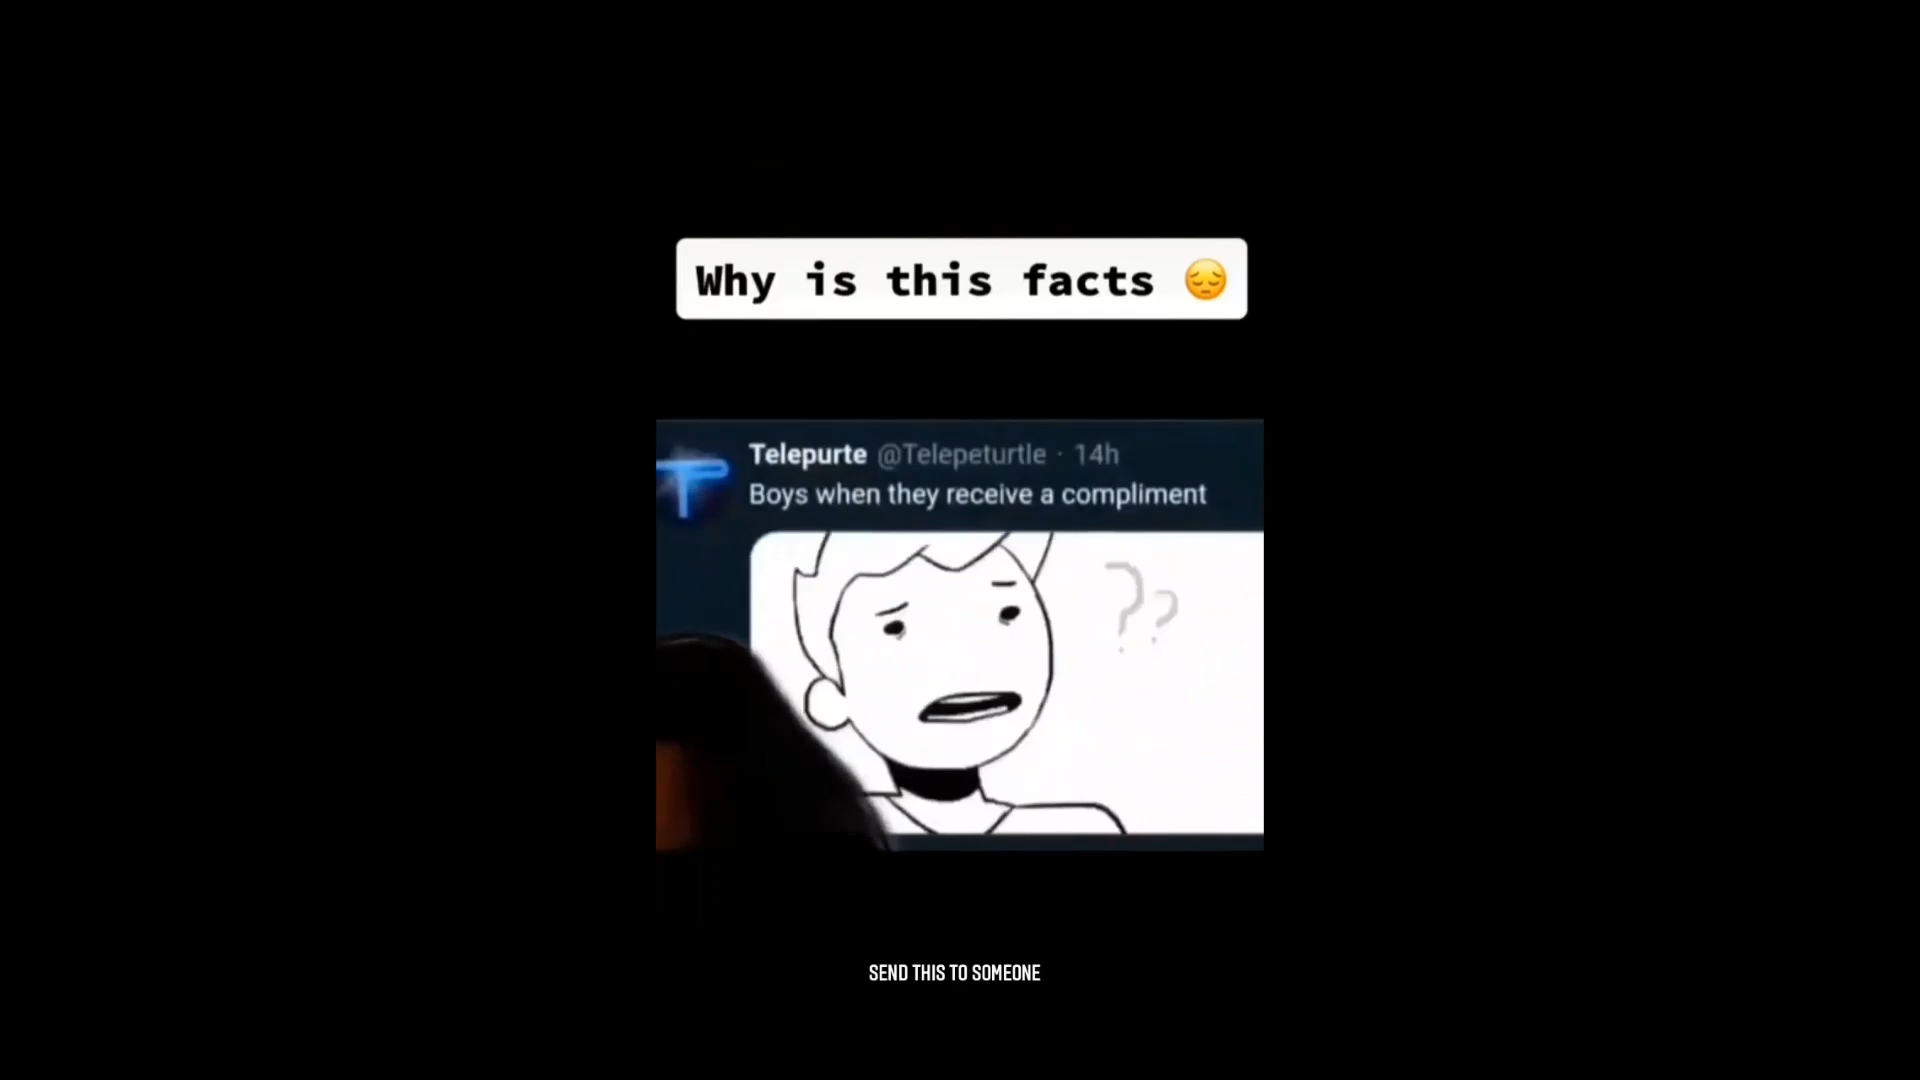 Why is this facts 😔
Telepurte @Telepeturtle · 14h
Boys when they receive a compliment
??
SEND THIS TO SOMEONE